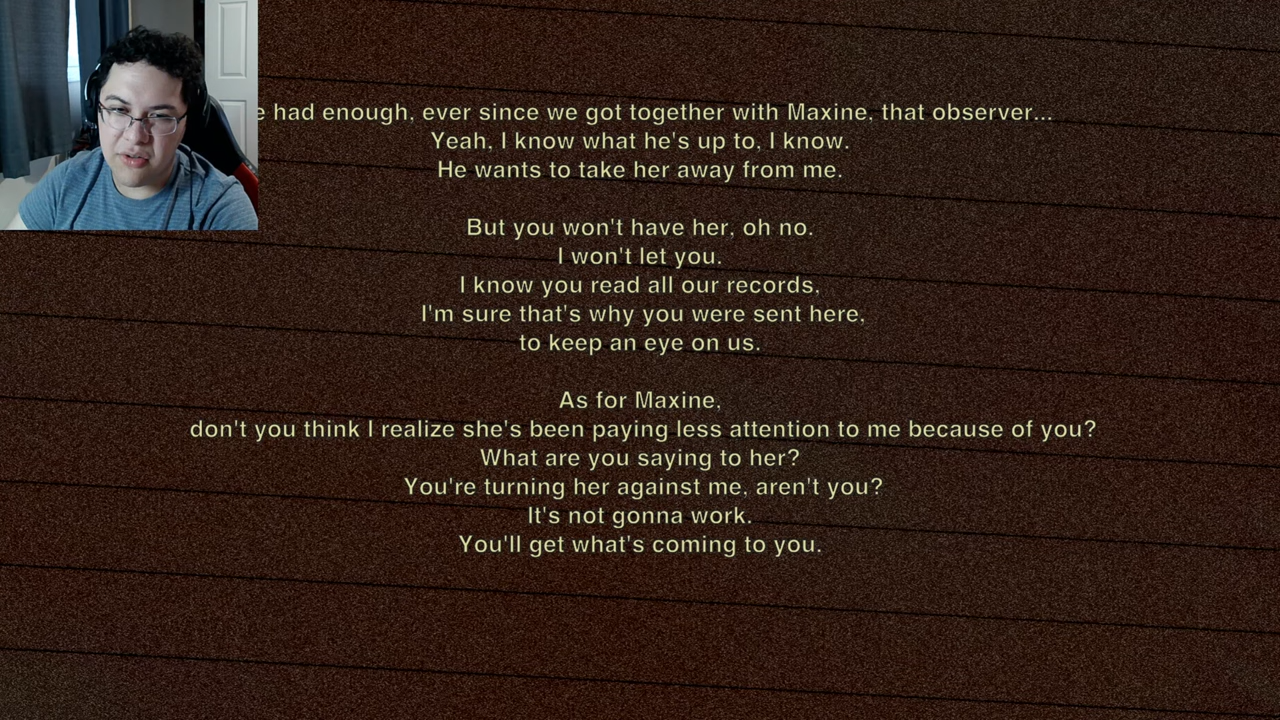 had enough, ever since we got together with Maxine, that observer...
Yeah, I know what he's up to, I know.
He wants to take her away from me.
But you won't have her, oh no.
I won't let you.
I know you read all our records,
I'm sure that's why you were sent here,
to keep an eye on us.
As for Maxine,
don't you think I realize she's been paying less attention to me because of you?
What are you saying to her?
You're turning her against me, aren't you?
It's not gonna work.
You'll get what's coming to you.